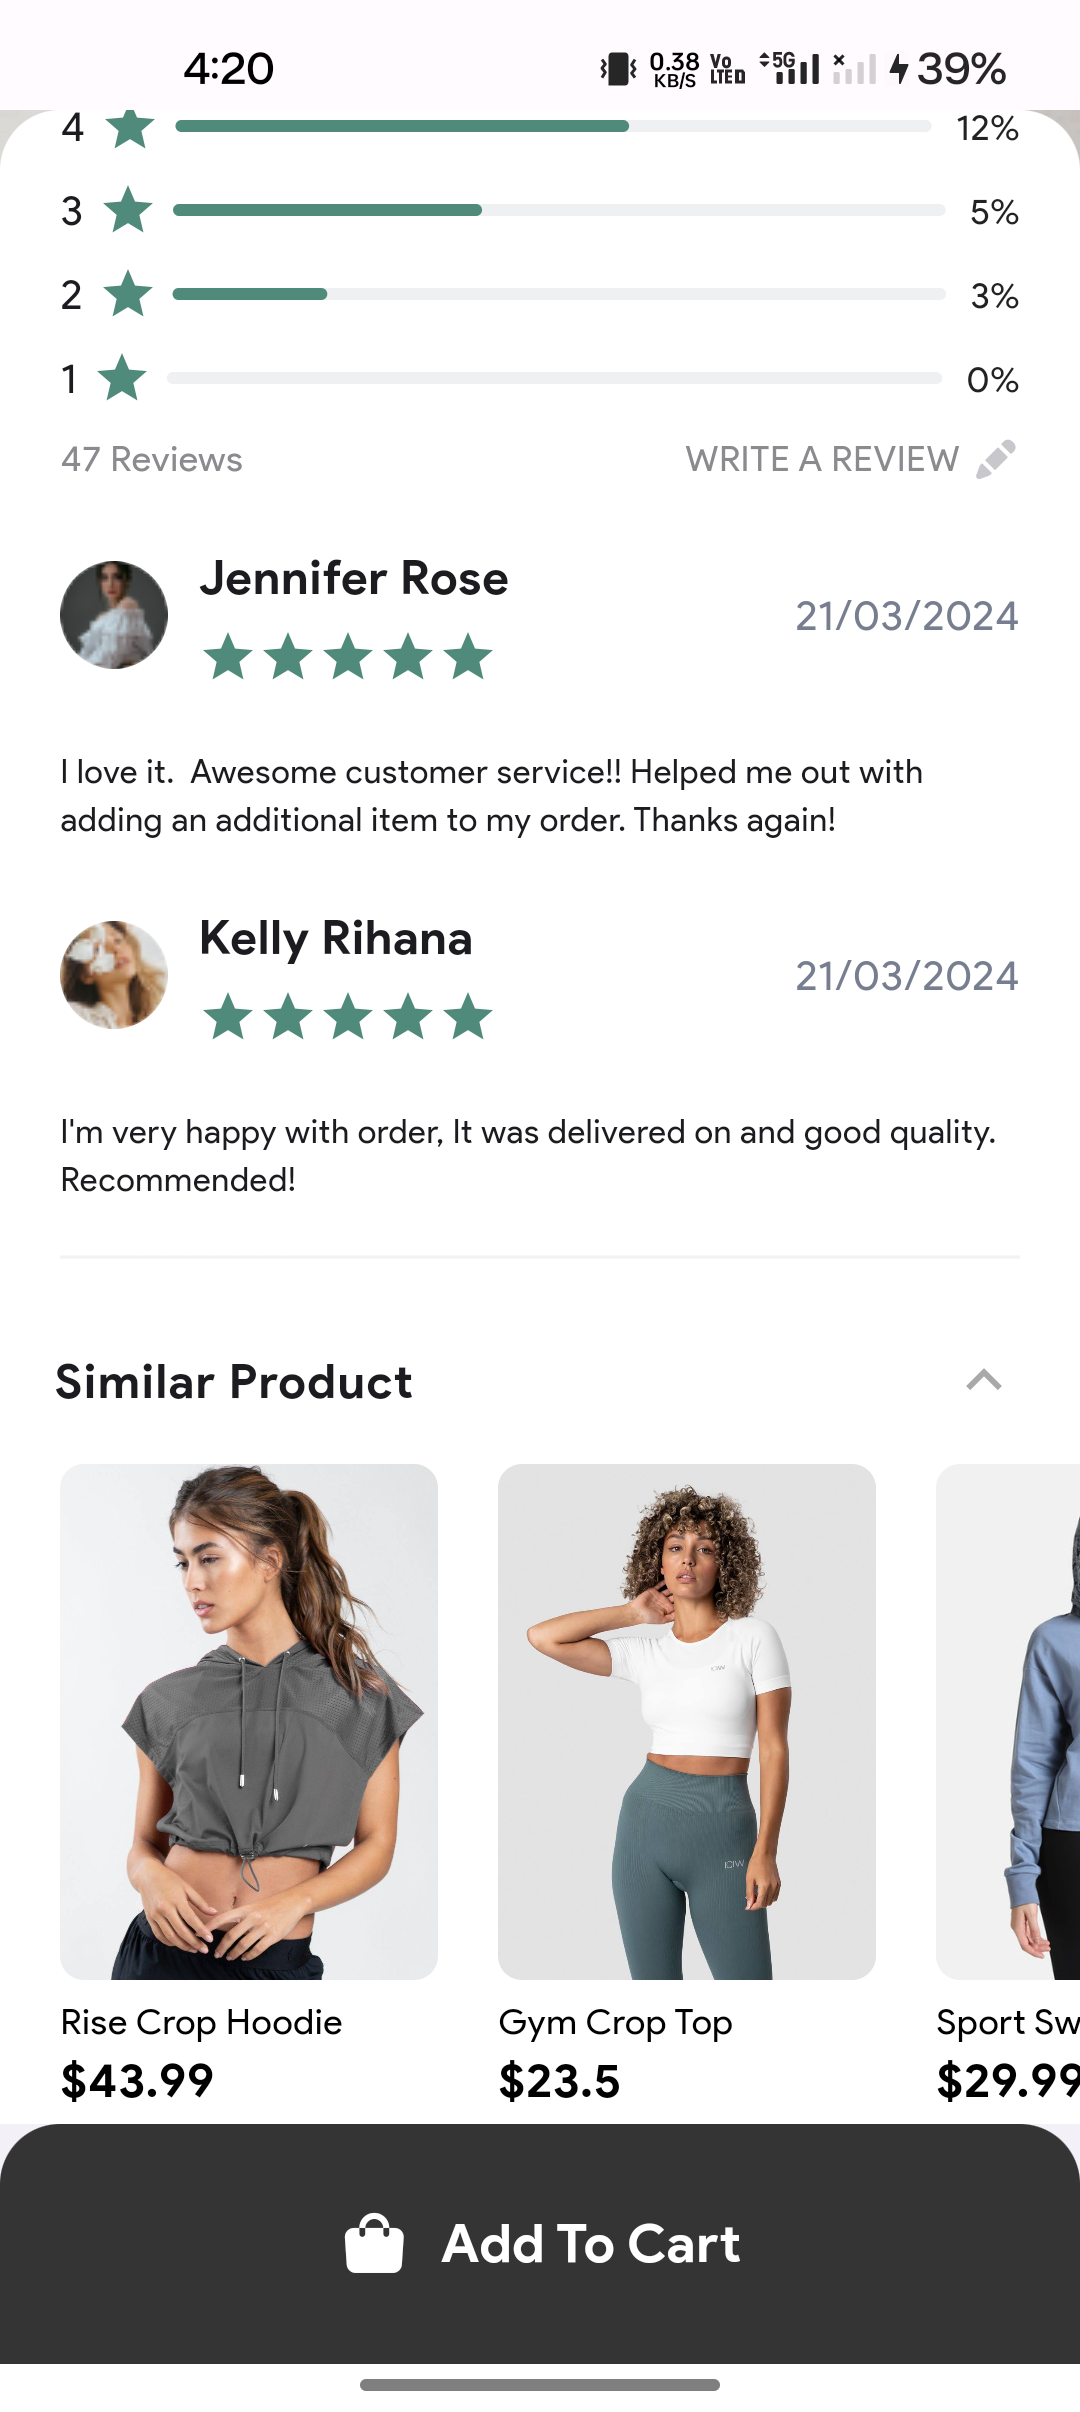 4:20 0.38 KB/S Vo LTE 5G 39%
4 12%
3 5%
2 3%
1 0%
47 Reviews WRITE A REVIEW
Jennifer Rose
21/03/2024
I love it.  Awesome customer service!! Helped me out with
adding an additional item to my order. Thanks again!
Kelly Rihana
21/03/2024
I'm very happy with order, It was delivered on and good quality.
Recommended!
Similar Product
ICIW
Rise Crop Hoodie Gym Crop Top Sport Sw
$43.99 $23.5 $29.99
Add To Cart